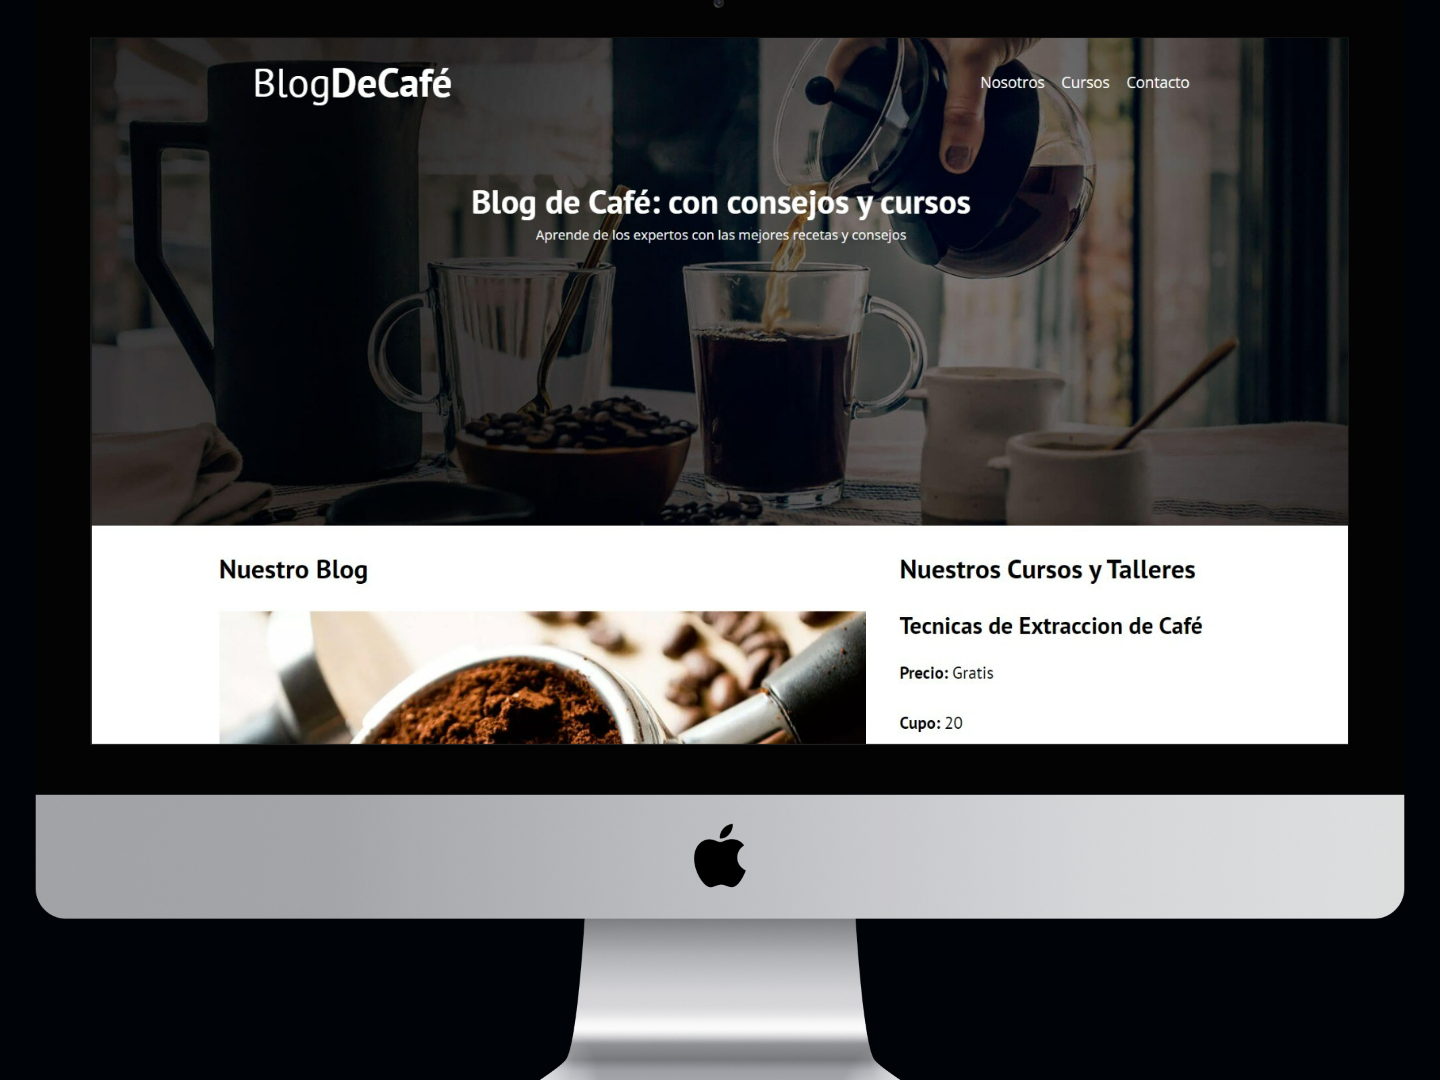 BlogDeCafé
Nosotros Cursos Contacto
Blog de Café: con consejos y cursos
Aprende de los expertos con las mejores recetas y consejos
Nuestro Blog
Nuestros Cursos y Talleres
Tecnicas de Extraccion de Café
Precio: Gratis
Cupo: 20